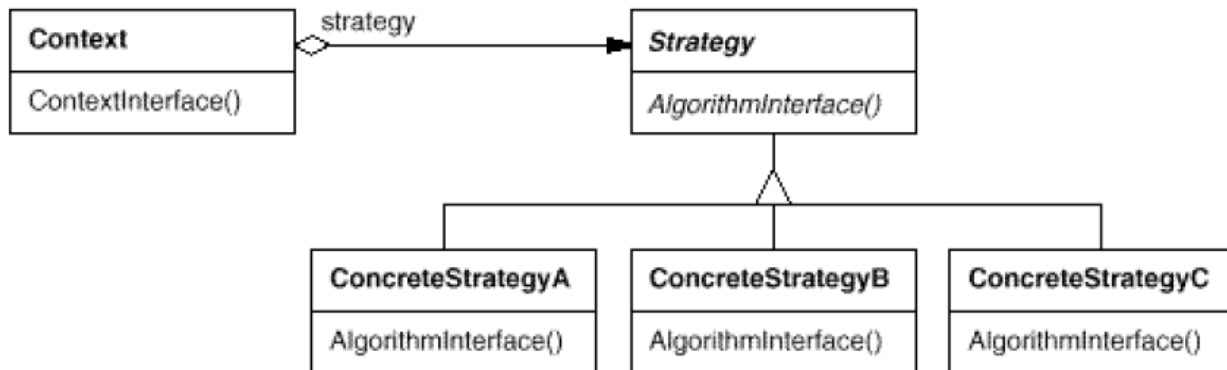 strategy
Context
Strategy
ContextInterface()
AlgorithmInterface()
ConcreteStrategyA
ConcreteStrategyB
ConcreteStrategyC
AlgorithmInterface()
AlgorithmInterface()
AlgorithmInterface()